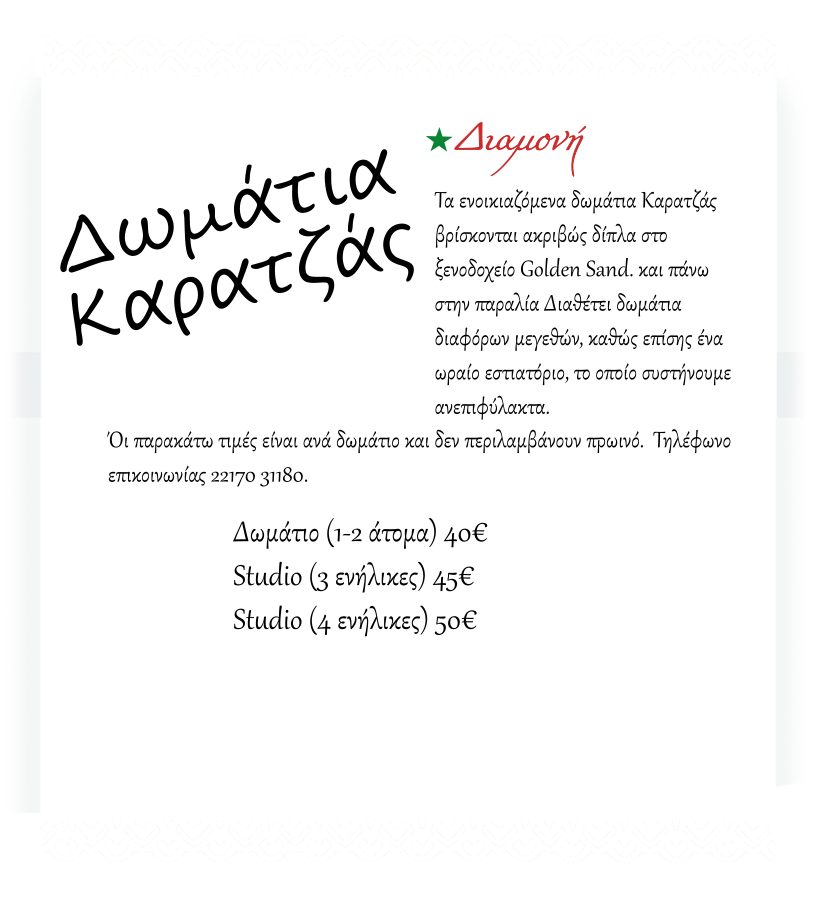 Δωμάτια
Καρατζάς
Διαμονή
Τα ενοικιαζόμενα δωμάτια Καρατζάς
βρίσκονται ακριβώς δίπλα στο
ξενοδοχείο Golden Sand. και πάνω
στην παραλία Διαθέτει δωμάτια
διαφόρων μεγεθών, καθώς επίσης ένα
ωραίο εστιατόριο, το οποίο συστήνουμε
ανεπιφύλακτα.
Όι παρακάτω τιμές είναι ανά δωμάτιο και δεν περιλαμβάνουν πρωινό. Τηλέφωνο
επικοινωνίας 22170 31180.
Δωμάτιο (1-2 άτομα) 40€
Studio (3 ενήλικες) 45€
Studio (4 ενήλικες) 50€